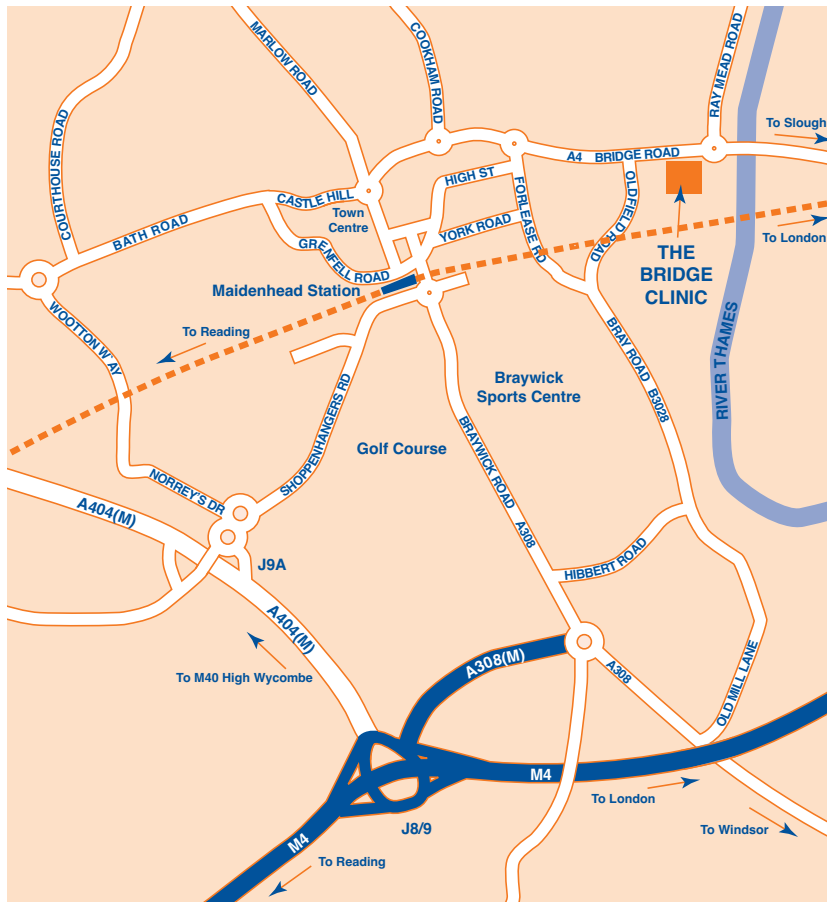 MARLOW ROAD
COOKHAM ROAD
RAY MEAD ROAD
COURTHOUSE ROAD
To Slough
A4 BRIDGE ROAD
HIGH ST
CASTLE HILL
Town
Centre
FORLEASE RD
OLDFIELD ROAD
BATH ROAD
YORK ROAD
GRENFELL ROAD
To London
THE
BRIDGE
CLINIC
Maidenhead Station
WOOTTON W'AY
To Reading
RIVER THAMES
BRAY ROAD B3028
Braywick
Sports Centre
SHOPPENHANGERS RD
Golf Course
BRAYWICK ROAD A308
NORREY'S DR
A404(M)
J9A
HIBBERT ROAD
A404(M)
A308(M)
A308
To M40 High Wycombe
OLD MILL LANE
M4
To London
J8/9
To Windsor
M4
To Reading